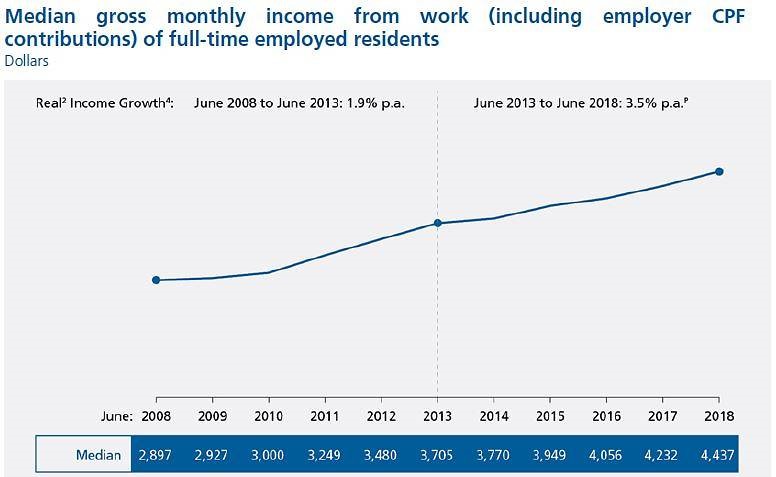 Median gross monthly income from work (including employer CPF
contributions) of full-time employed residents
Dollars
Real² Income Growth⁴: June 2008 to June 2013: 1.9% p.a. June 2013 to June 2018: 3.5% p.a.ᴾ
June: 2008 2009 2010 2011 2012 2013 2014 2015 2016 2017 2018
Median 2,897 2,927 3,000 3,249 3,480 3,705 3,770 3,949 4,056 4,232 4,437